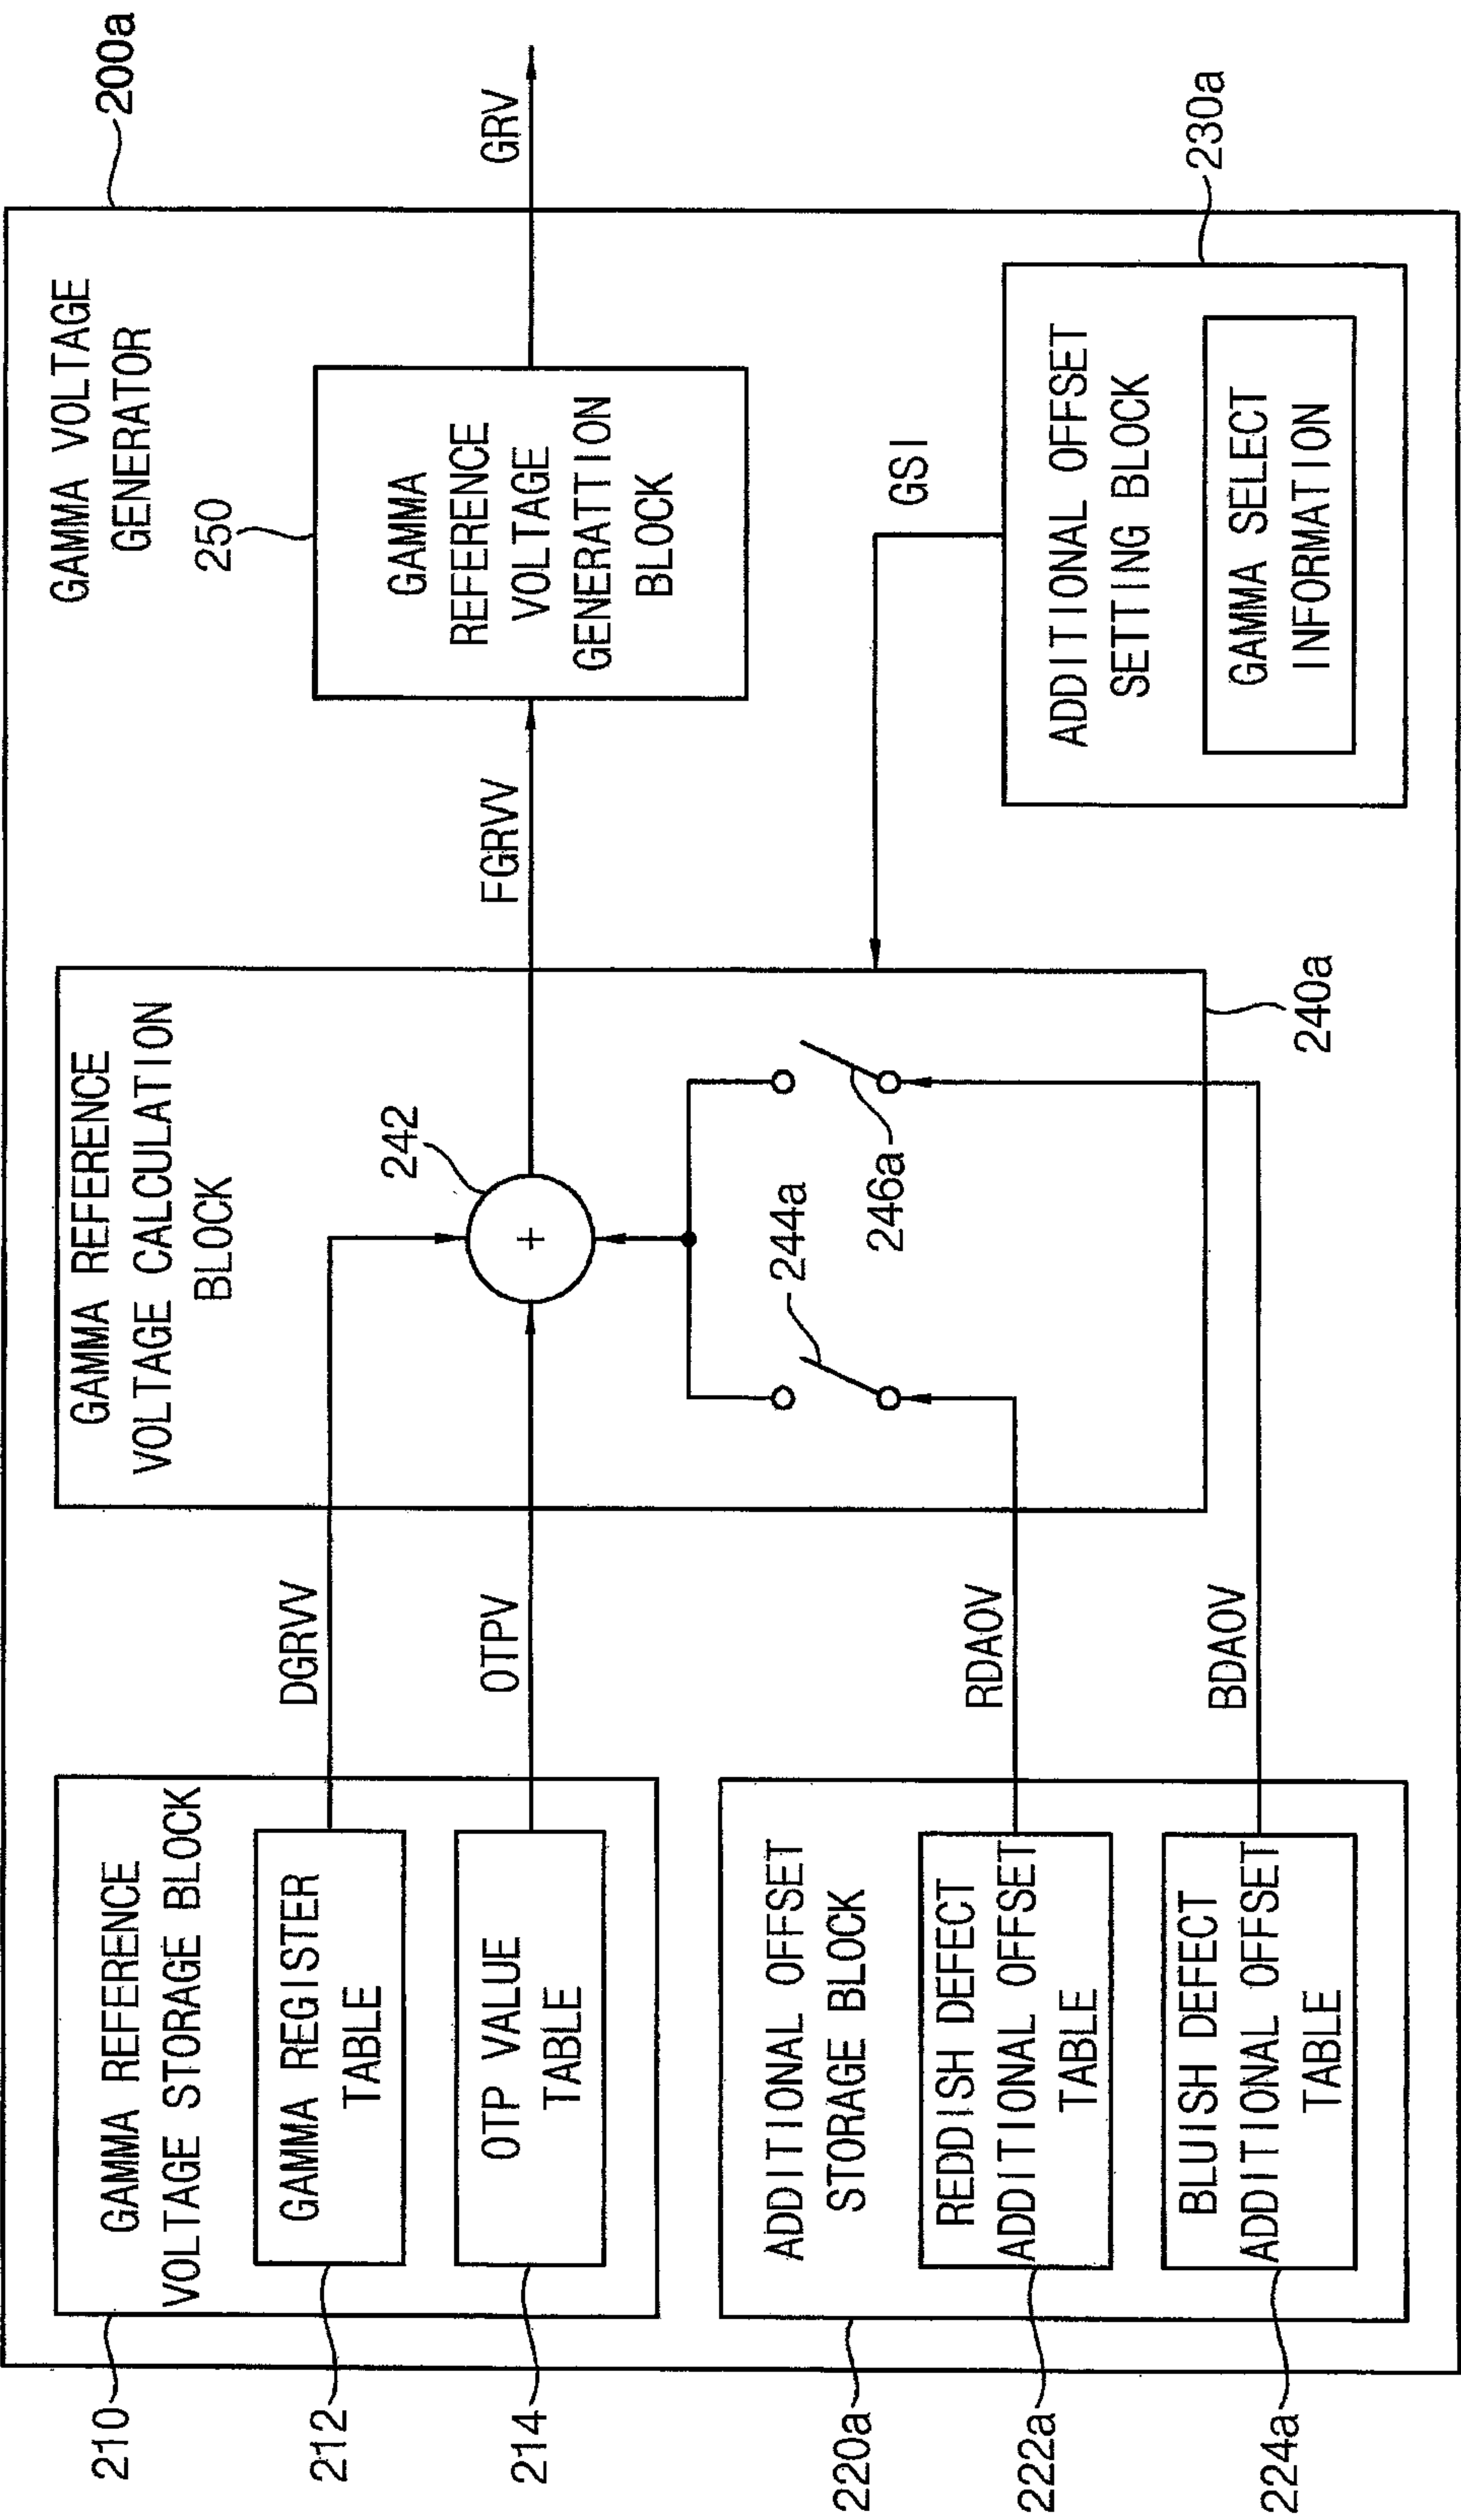 200a
GAMMA VOLTAGE
GENERATOR
210
GAMMA REFERENCE
VOLTAGE STORAGE BLOCK
212
GAMMA REGISTER
TABLE
214
OTP VALUE
TABLE
DGRVV
OTPV
GAMMA REFERENCE
VOLTAGE CALCULATION
BLOCK
242
+
244a
246a
240a
FGRVV
250
GAMMA
REFERENCE
VOLTAGE
GENERATION
BLOCK
GRV
220a
ADDITIONAL OFFSET
STORAGE BLOCK
222a
REDDISH DEFECT
ADDITIONAL OFFSET
TABLE
224a
BLUISH DEFECT
ADDITIONAL OFFSET
TABLE
RDAOV
BDAOV
GSI
230a
ADDITIONAL OFFSET
SETTING BLOCK
GAMMA SELECT
INFORMATION